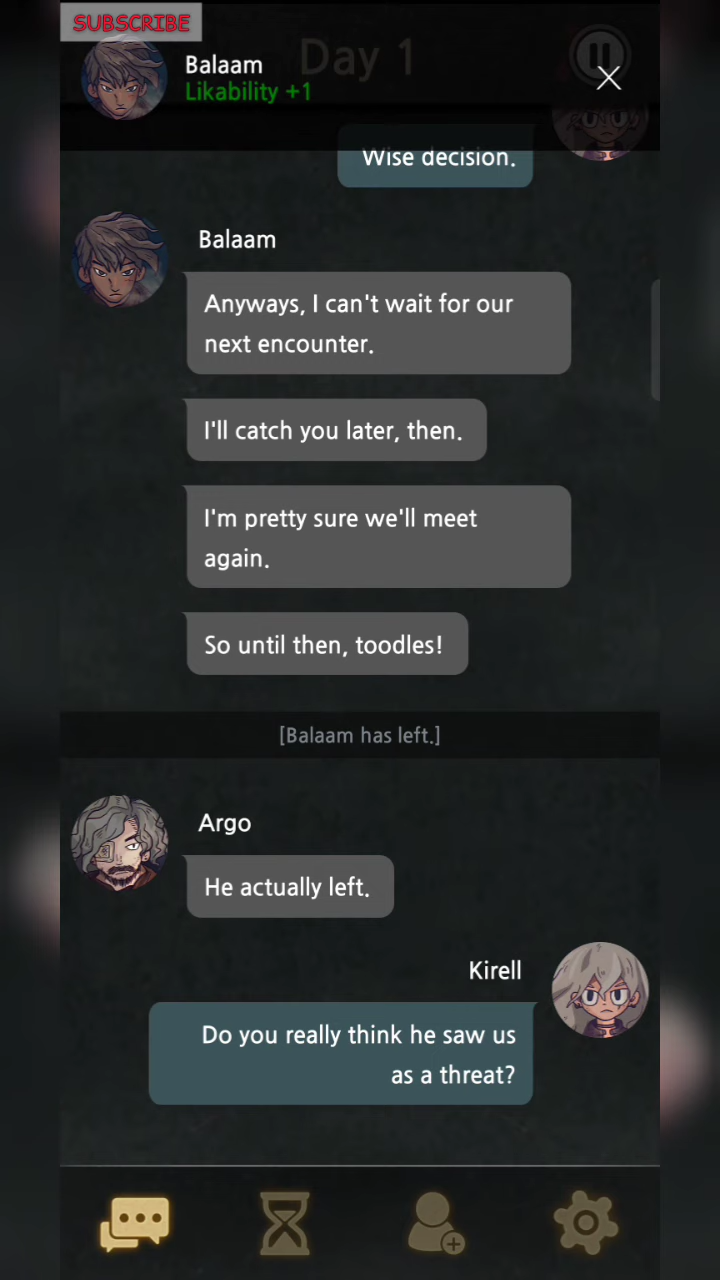 SUBSCRIBE
Day 1
Balaam
Likability +1
Wise decision.
Balaam
Anyways, I can't wait for our
next encounter.
I'll catch you later, then.
I'm pretty sure we'll meet
again.
So until then, toodles!
[Balaam has left.]
Argo
He actually left.
Kirell
Do you really think he saw us
as a threat?